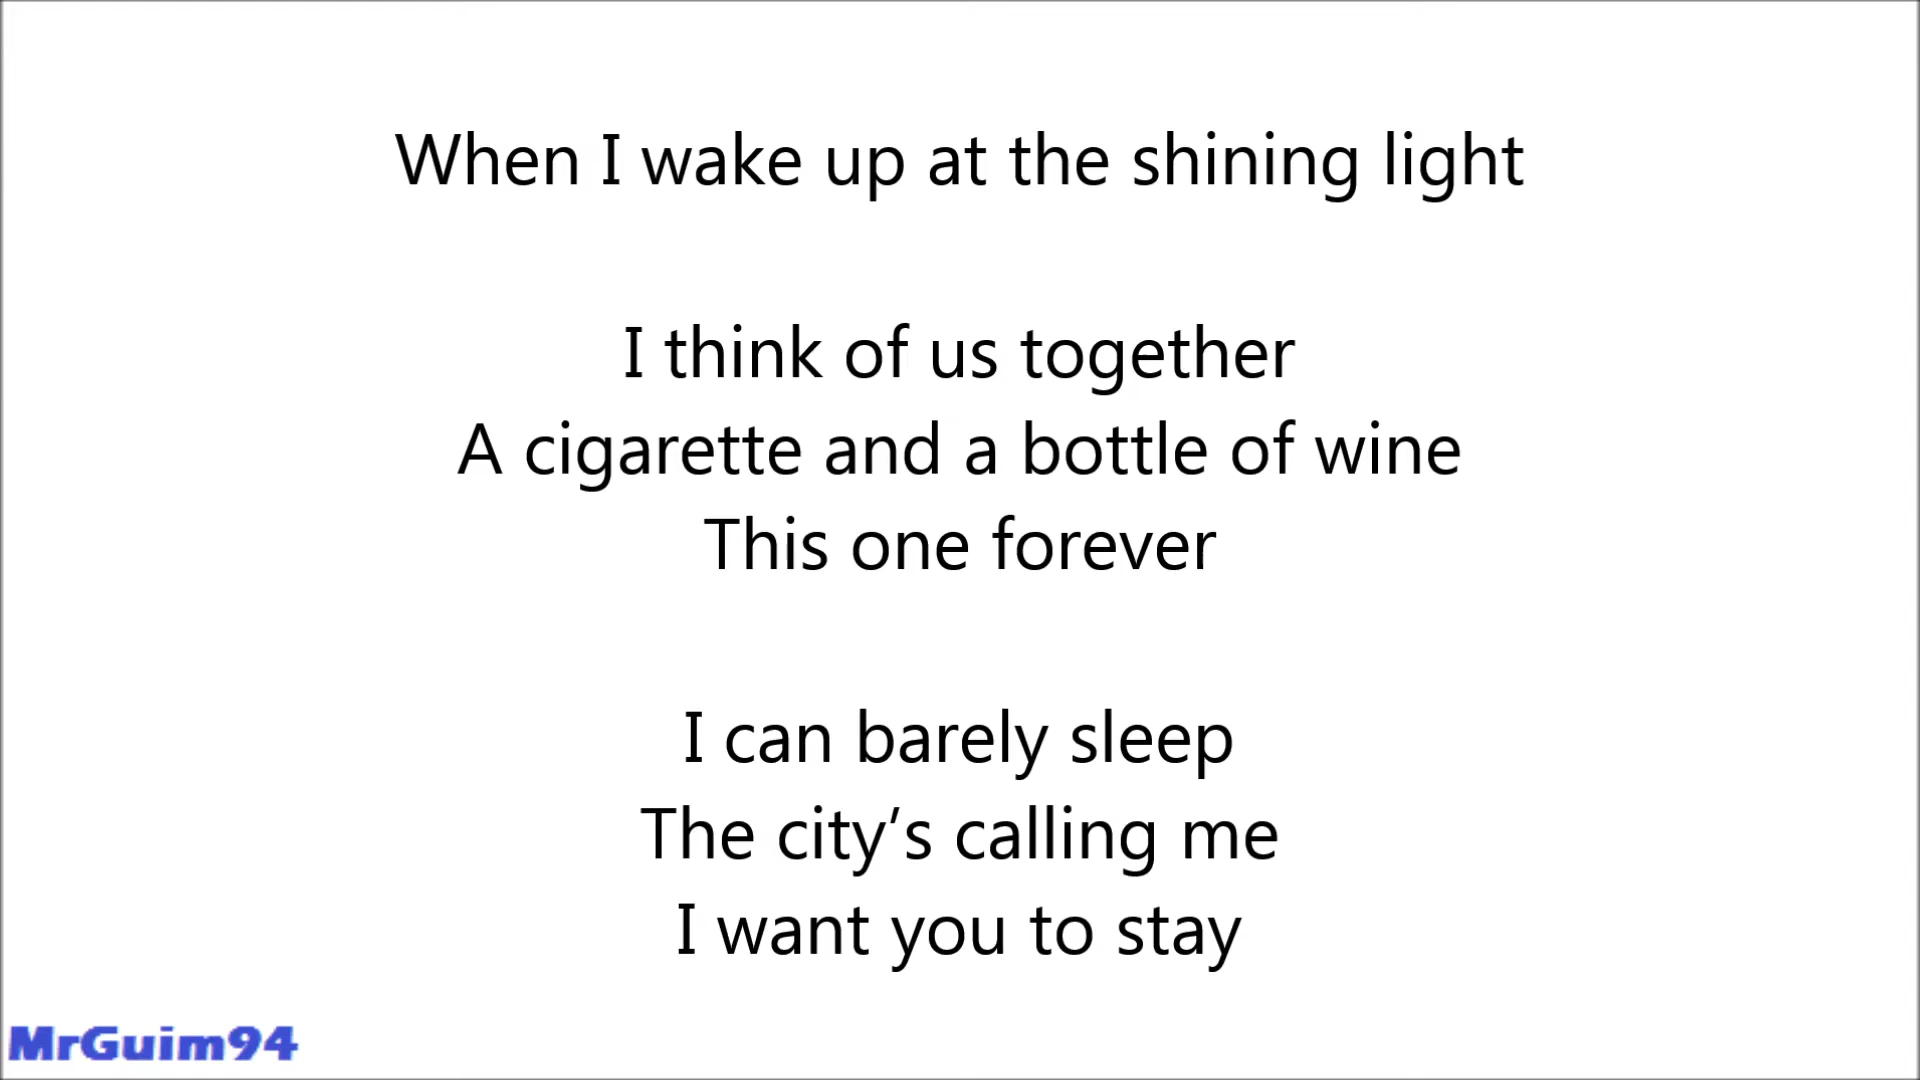 When I wake up at the shining light
I think of us together
A cigarette and a bottle of wine
This one forever
I can barely sleep
The city's calling me
I want you to stay
MrGuim94